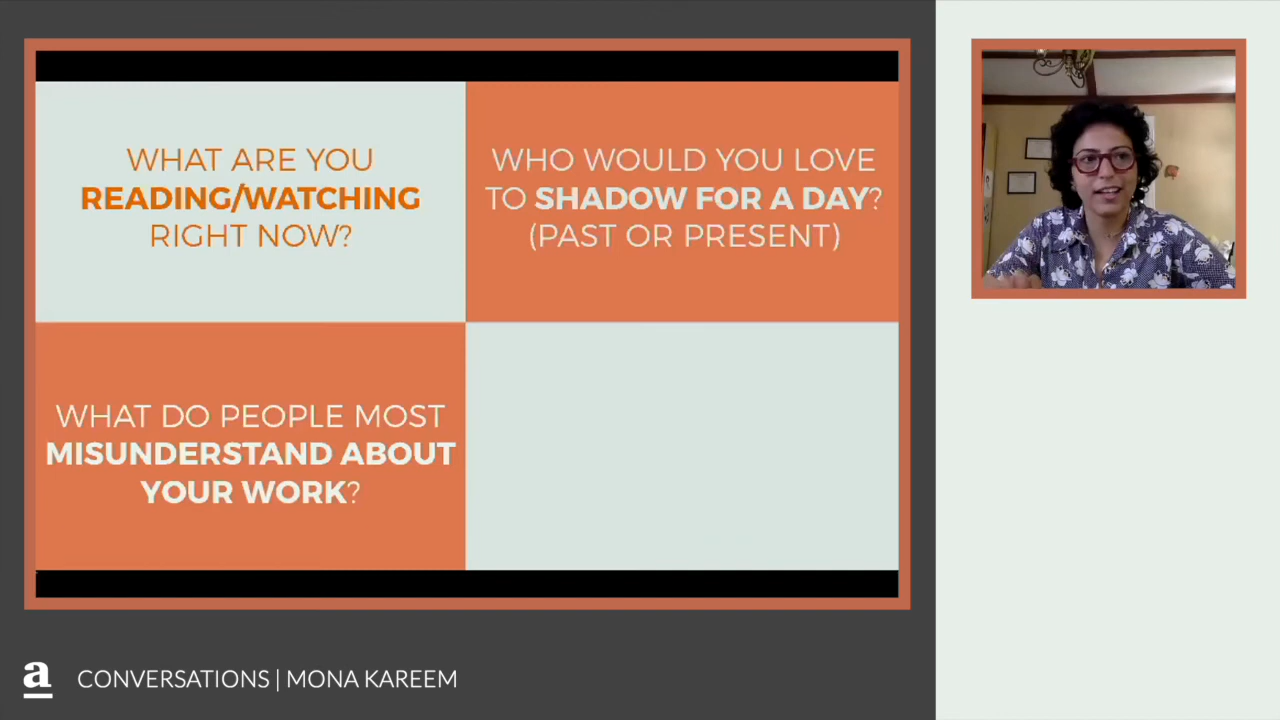 WHAT ARE YOU
READING/WATCHING
RIGHT NOW?
WHO WOULD YOU LOVE
TO SHADOW FOR A DAY?
(PAST OR PRESENT)
WHAT DO PEOPLE MOST
MISUNDERSTAND ABOUT
YOUR WORK?
a CONVERSATIONS | MONA KAREEM